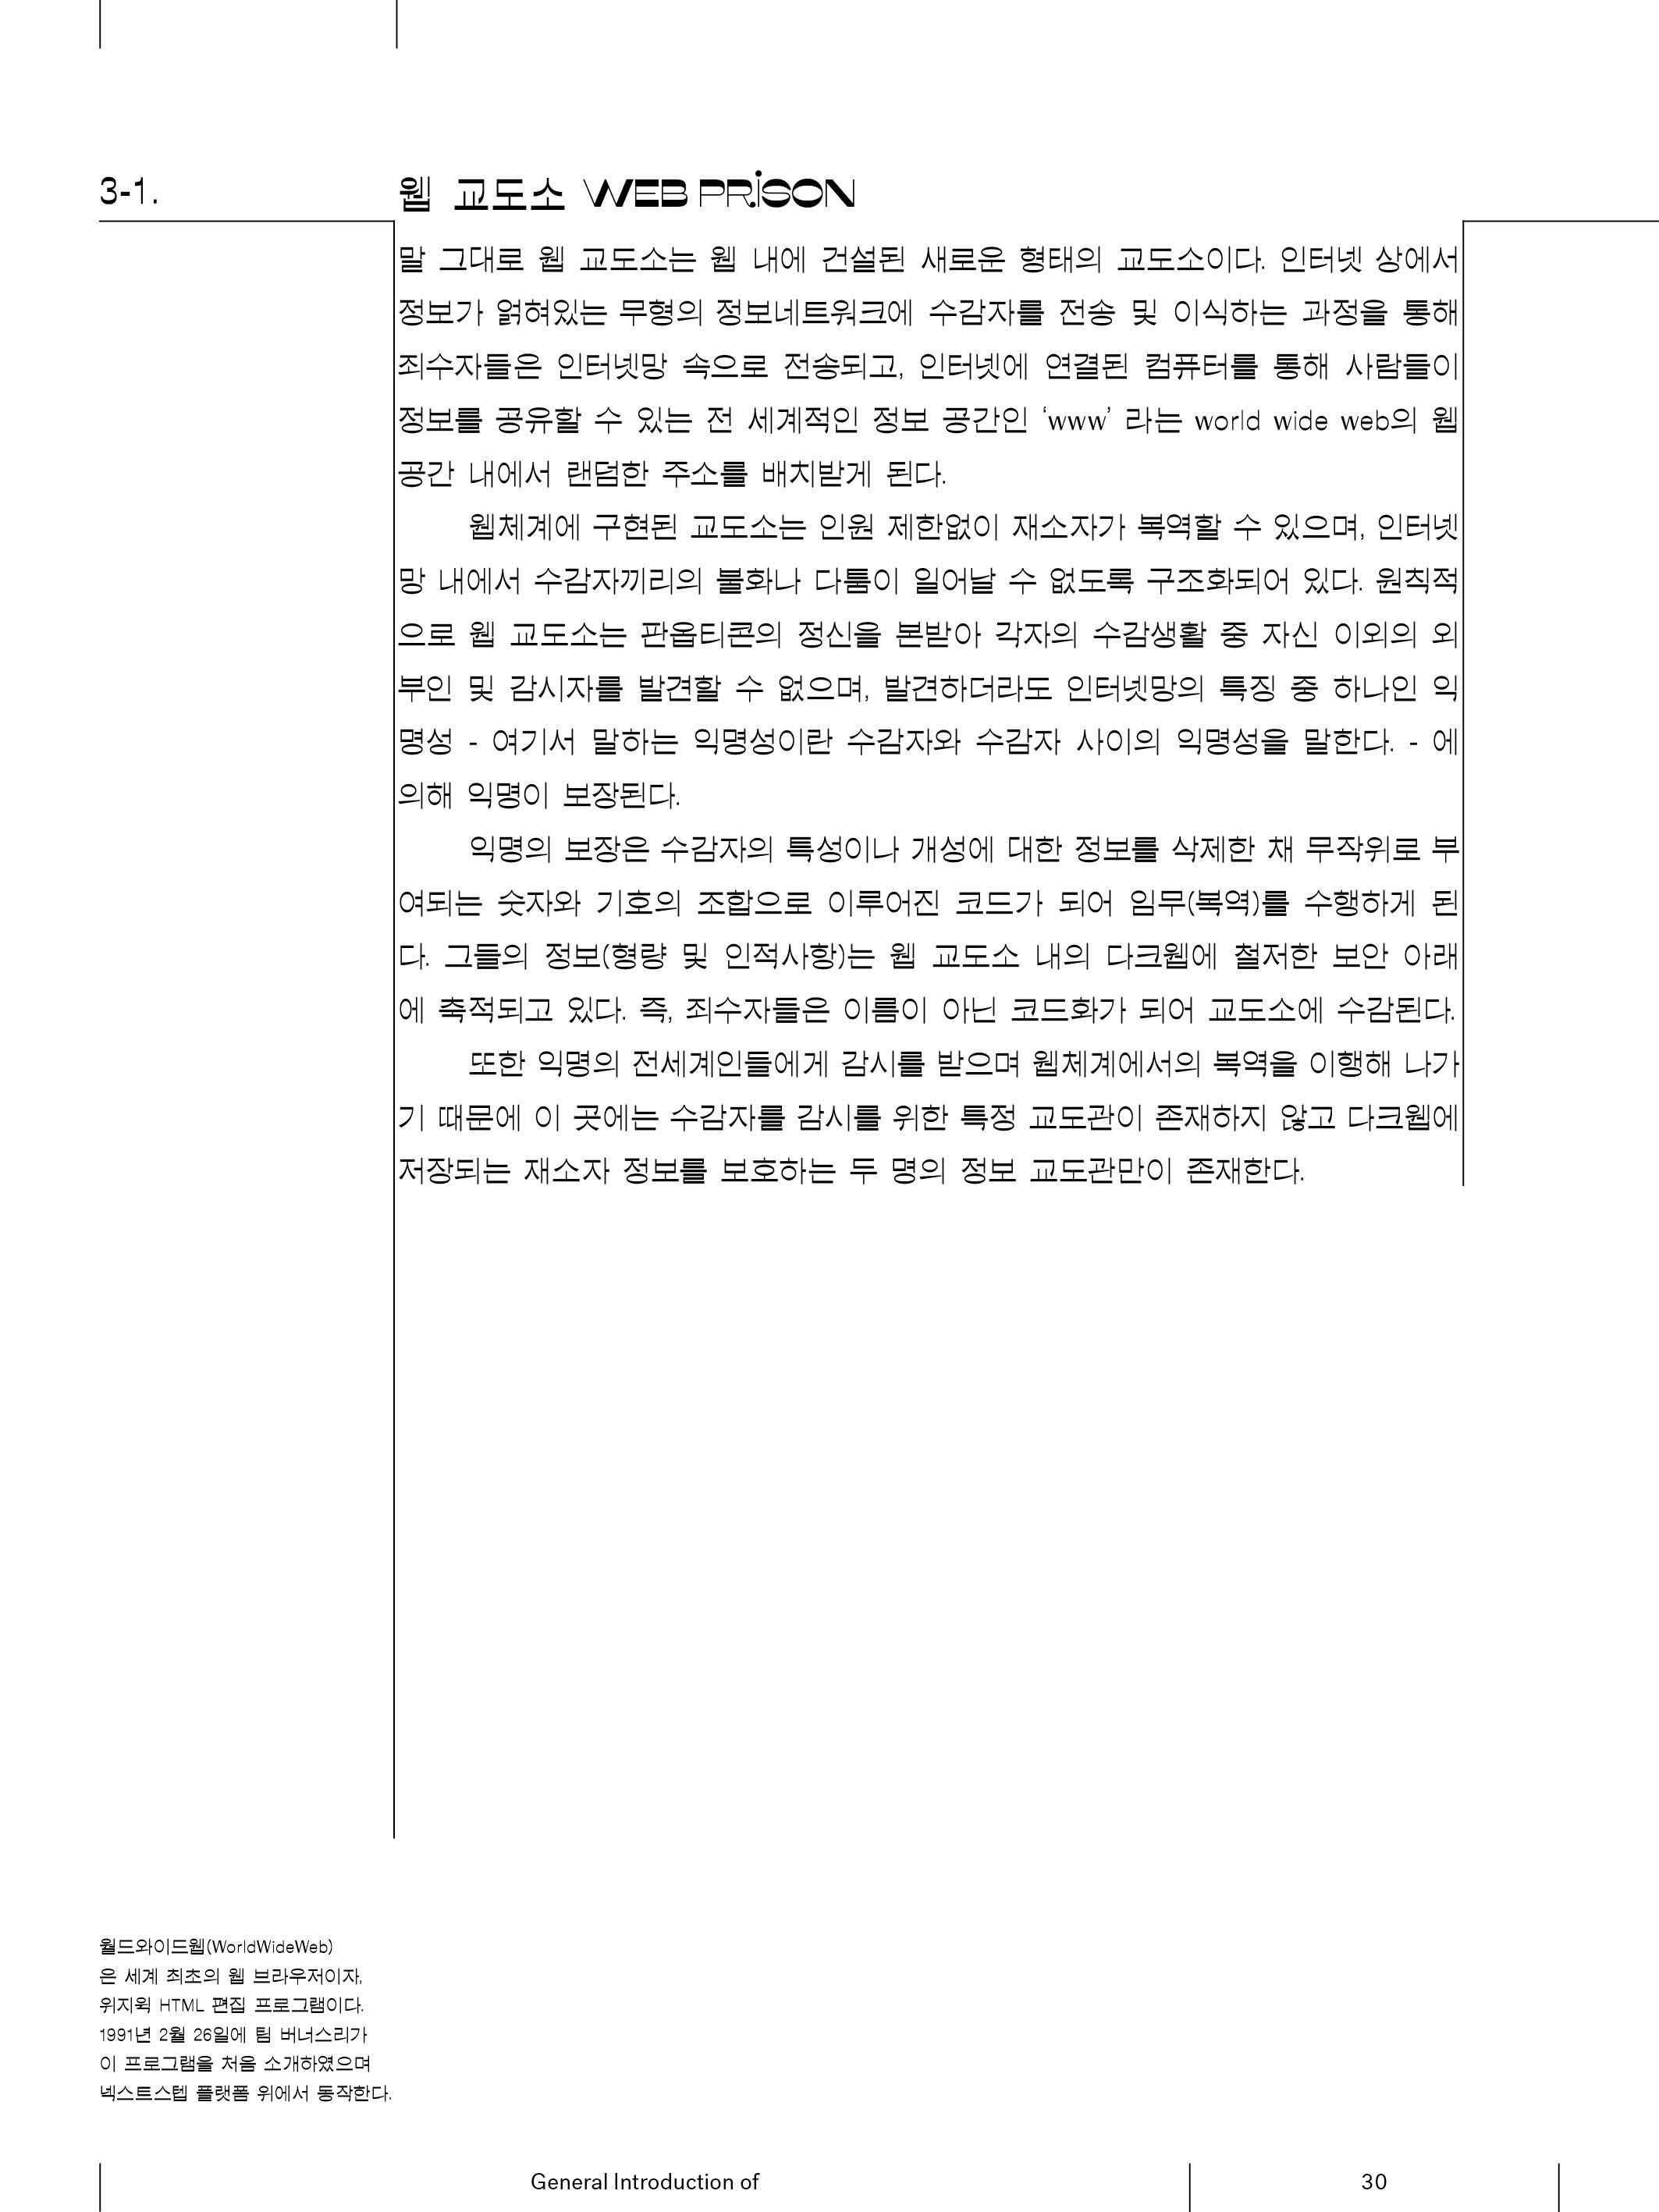 3-1.
웹 교도소 WEB PRiSON
말 그대로 웹 교도소는 웹 내에 건설된 새로운 형태의 교도소이다. 인터넷 상에서
정보가 얽혀있는 무형의 정보네트워크에 수감자를 전송 및 이식하는 과정을 통해
죄수자들은 인터넷망 속으로 전송되고, 인터넷에 연결된 컴퓨터를 통해 사람들이
정보를 공유할 수 있는 전 세계적인 정보 공간인 ‘www’ 라는 world wide web의 웹
공간 내에서 랜덤한 주소를 배치받게 된다.
웹체계에 구현된 교도소는 인원 제한없이 재소자가 복역할 수 있으며, 인터넷
망 내에서 수감자끼리의 불화나 다툼이 일어날 수 없도록 구조화되어 있다. 원칙적
으로 웹 교도소는 판옵티콘의 정신을 본받아 각자의 수감생활 중 자신 이외의 외
부인 및 감시자를 발견할 수 없으며, 발견하더라도 인터넷망의 특징 중 하나인 익
명성 - 여기서 말하는 익명성이란 수감자와 수감자 사이의 익명성을 말한다. - 에
의해 익명이 보장된다.
익명의 보장은 수감자의 특성이나 개성에 대한 정보를 삭제한 채 무작위로 부
여되는 숫자와 기호의 조합으로 이루어진 코드가 되어 임무(복역)를 수행하게 된
다. 그들의 정보(형량 및 인적사항)는 웹 교도소 내의 다크웹에 철저한 보안 아래
에 축적되고 있다. 즉, 죄수자들은 이름이 아닌 코드화가 되어 교도소에 수감된다.
또한 익명의 전세계인들에게 감시를 받으며 웹체계에서의 복역을 이행해 나가
기 때문에 이 곳에는 수감자를 감시를 위한 특정 교도관이 존재하지 않고 다크웹에
저장되는 재소자 정보를 보호하는 두 명의 정보 교도관만이 존재한다.
월드와이드웹(WorldWideWeb)
은 세계 최초의 웹 브라우저이자,
위지윅 HTML 편집 프로그램이다.
1991년 2월 26일에 팀 버너스리가
이 프로그램을 처음 소개하였으며
넥스트스텝 플랫폼 위에서 동작한다.
General Introduction of
30